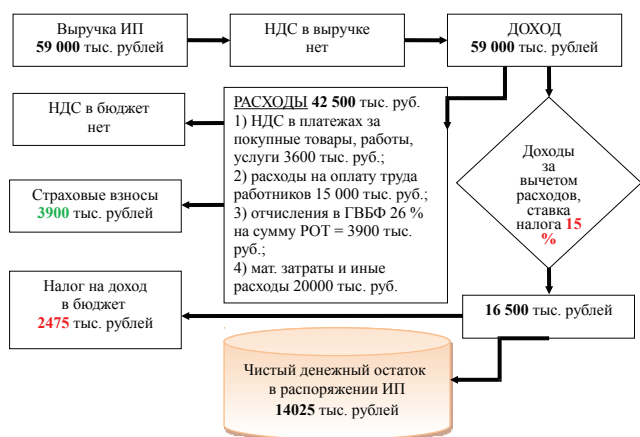 Выручка ИП
59 000 тыс. рублей
НДС в выручке
нет
ДОХОД
59 000 тыс. рублей
НДС в бюджет
нет
РАСХОДЫ 42 500 тыс. руб.
1) НДС в платежах за
покупные товары, работы,
услуги 3600 тыс. руб.;
2) расходы на оплату труда
работников 15 000 тыс. руб.;
3) отчисления в ГВБФ 26 %
на сумму РОТ = 3900 тыс.
руб.;
4) мат. затраты и иные
расходы 20000 тыс. руб.
Доходы
за
вычетом
расходов,
ставка
налога 15
%
Страховые взносы
3900 тыс. рублей
Налог на доход
в бюджет
2475 тыс. рублей
16 500 тыс. рублей
Чистый денежный остаток
в распоряжении ИП
14025 тыс. рублей